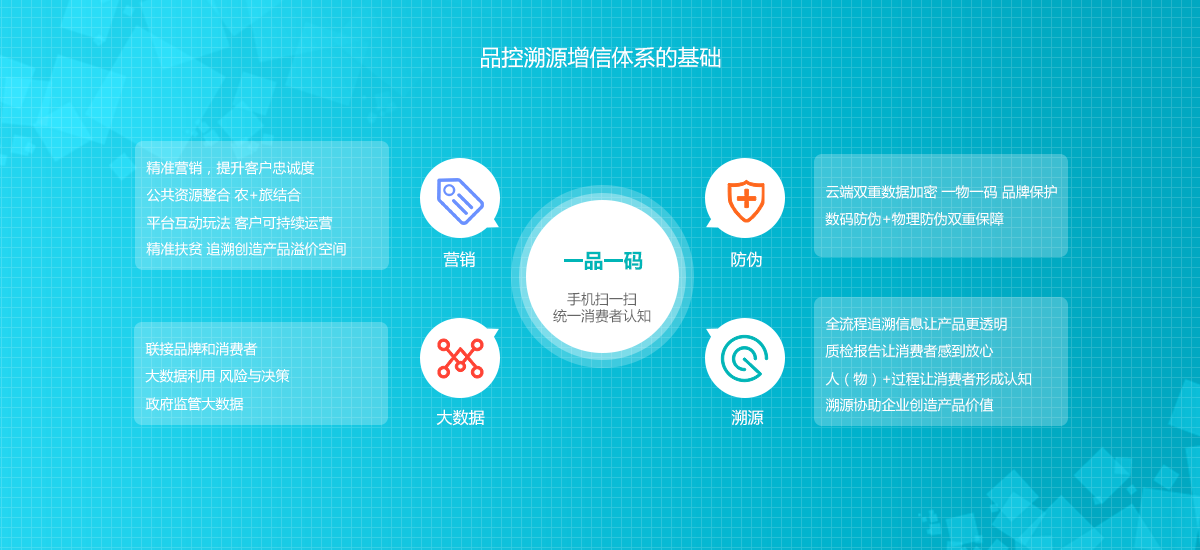 品控溯源增信体系的基础
精准营销，提升客户忠诚度
公共资源整合 农+旅结合
平台互动玩法 客户可持续运营
精准扶贫 追溯创造产品溢价空间
营销
联接品牌和消费者
大数据利用 风险与决策
政府监管大数据
大数据
一品一码
手机扫一扫
统一消费者认知
防伪
云端双重数据加密 一物一码 品牌保护
数码防伪+物理防伪双重保障
溯源
全流程追溯信息让产品更透明
质检报告让消费者感到放心
人（物）+过程让消费者形成认知
溯源协助企业创造产品价值